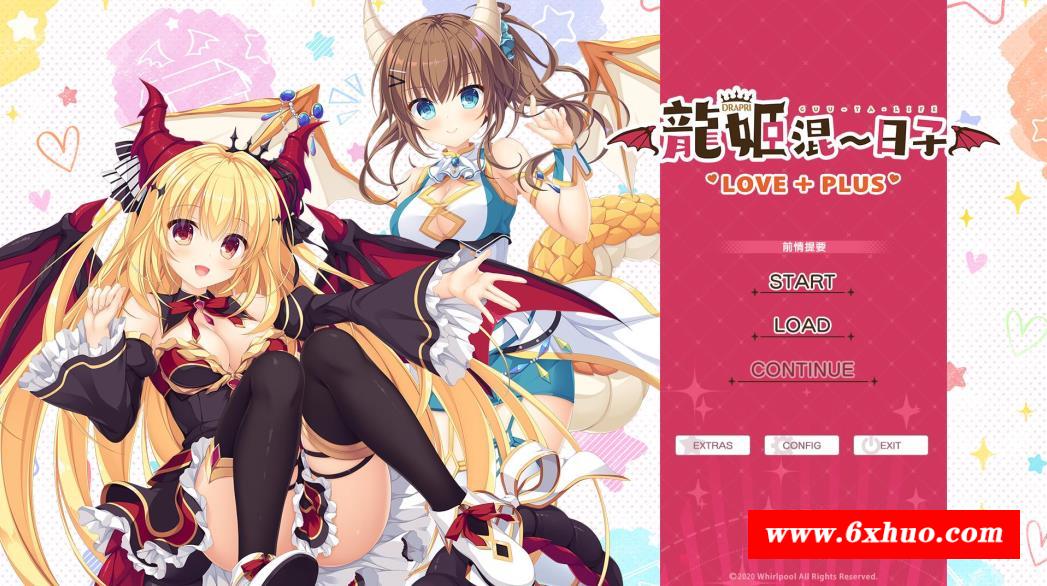 DRAPRI
GUU-TA-LIFE
龍姬混～日子
LOVE + PLUS
前情提要
START
LOAD
CONTINUE
EXTRAS
CONFIG
EXIT
www.6xhuo.com
©2020 Whirlpool All Rights Reserved.